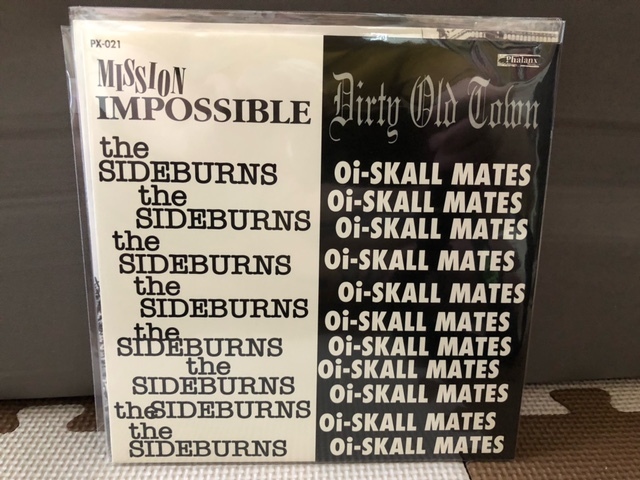 PX-021
MISSION
IMPOSSIBLE
the
SIDEBURNS
the
SIDEBURNS
the
SIDEBURNS
the
SIDEBURNS
the
SIDEBURNS
the
SIDEBURNS
the SIDEBURNS
the
SIDEBURNS
Phalanx
Dirty Old Town
Oi-SKALL MATES
Oi-SKALL MATES
Oi-SKALL MATES
Oi-SKALL MATES
Oi-SKALL MATES
Oi-SKALL MATES
Oi-SKALL MATES
Oi-SKALL MATES
Oi-SKALL MATES
Oi-SKALL MATES
Oi-SKALL MATES